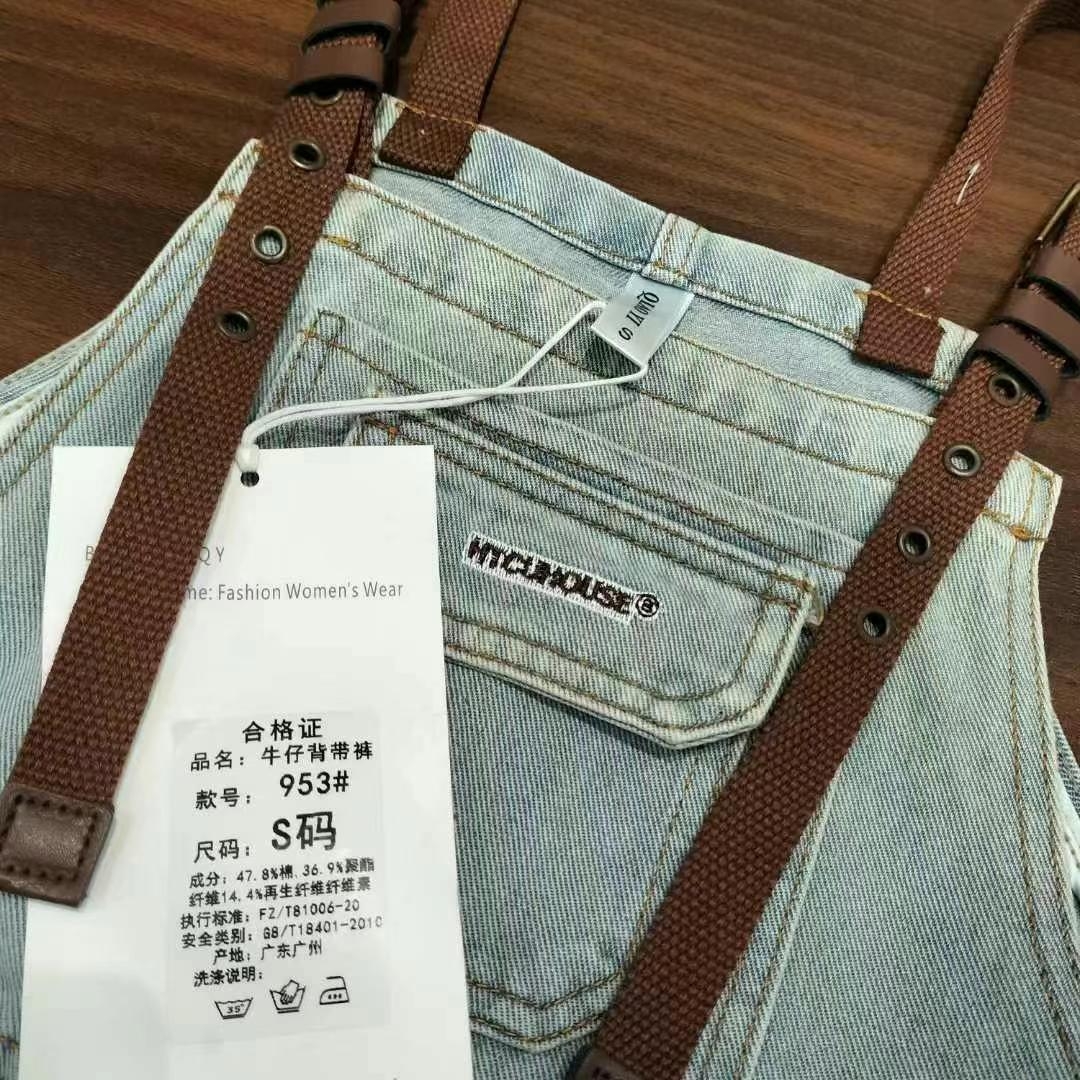 S
HTCUHOUSE®
QY
me: Fashion Women's Wear
合格证
品名：牛仔背带裤
款号：953#
尺码：S码
成分：47.8%棉、36.9%聚酯
纤维14.4%再生纤维纤维素
执行标准：FZ/T81006-20
安全类别：GB/T18401-2010
产地：广东广州
洗涤说明：
35°